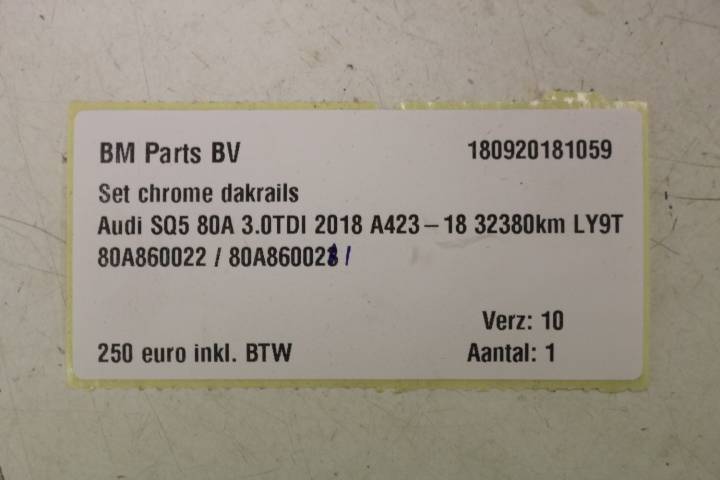 BM Parts BV 180920181059
Set chrome dakrails
Audi SQ5 80A 3.0TDI 2018 A423-18 32380km LY9T
80A860022 / /
Verz: 10
250 euro inkl. BTW Aantal: 1